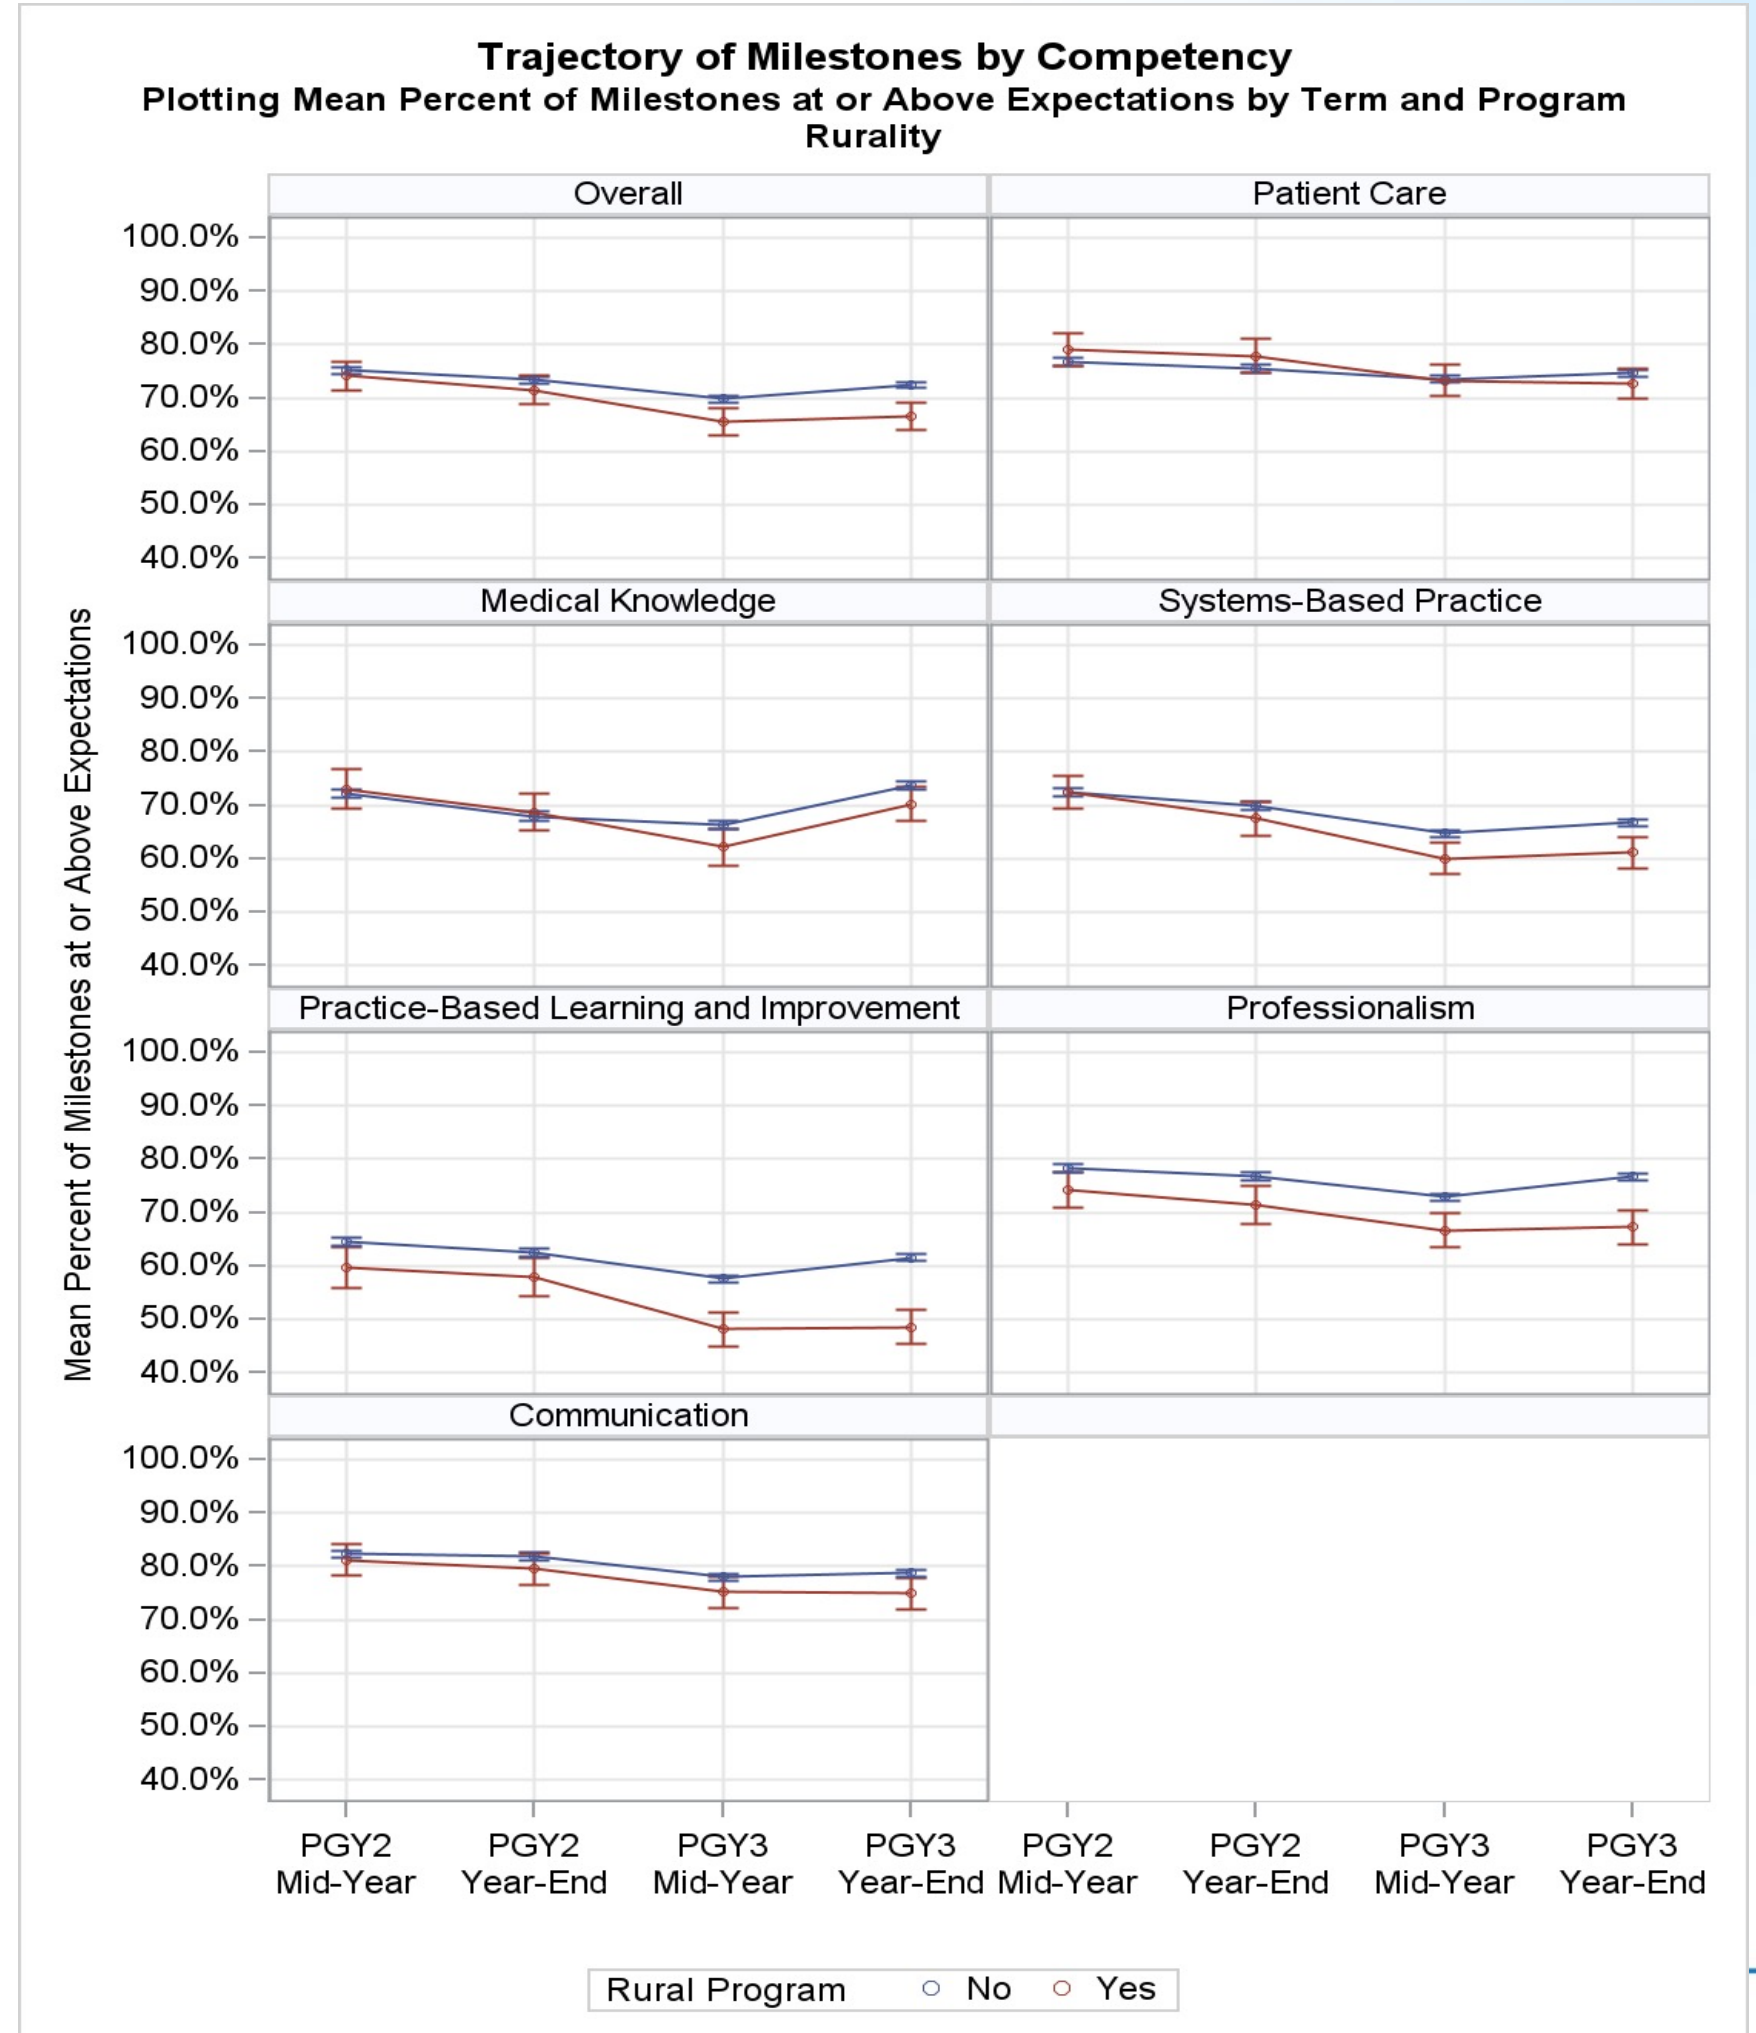 Trajectory of Milestones by Competency
Plotting Mean Percent of Milestones at or Above Expectations by Term and Program
Rurality
Mean Percent of Milestones at or Above Expectations
Overall
Patient Care
100.0%
90.0%
80.0%
70.0%
60.0%
50.0%
40.0%
Medical Knowledge
Systems-Based Practice
100.0%
90.0%
80.0%
70.0%
60.0%
50.0%
40.0%
Practice-Based Learning and Improvement
Professionalism
100.0%
90.0%
80.0%
70.0%
60.0%
50.0%
40.0%
Communication
100.0%
90.0%
80.0%
70.0%
60.0%
50.0%
40.0%
PGY2 PGY2 PGY3 PGY3 PGY2 PGY2 PGY3 PGY3
Mid-Year Year-End Mid-Year Year-End Mid-Year Year-End Mid-Year Year-End
Rural Program No Yes